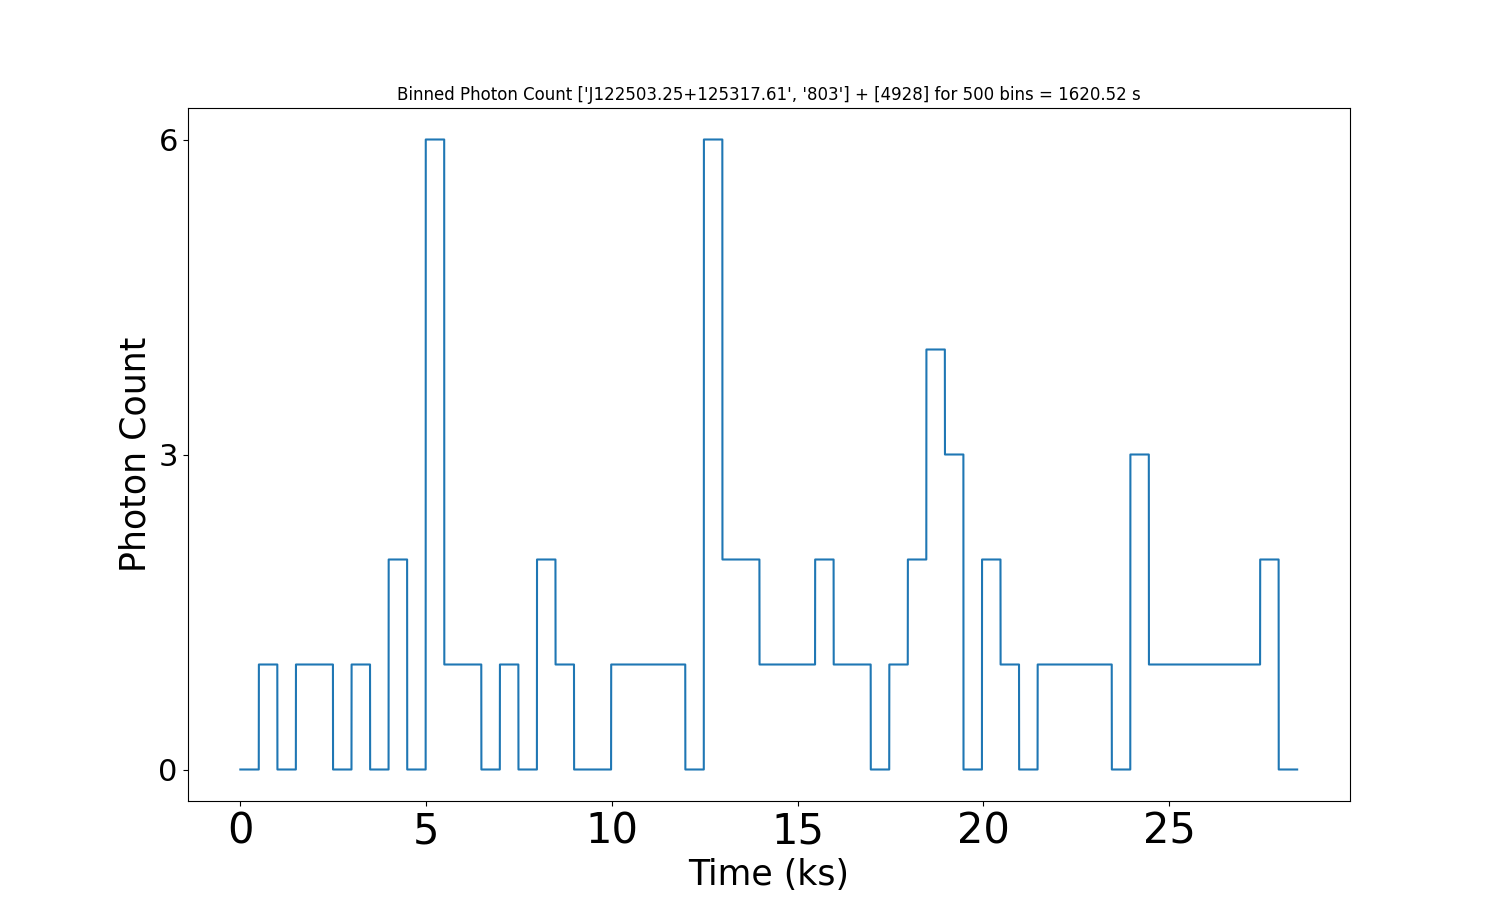 Binned Photon Count ['J122503.25+125317.61', '803'] + [4928] for 500 bins = 1620.52 s
Photon Count
6
3
0
0 5 10 15 20 25
Time (ks)